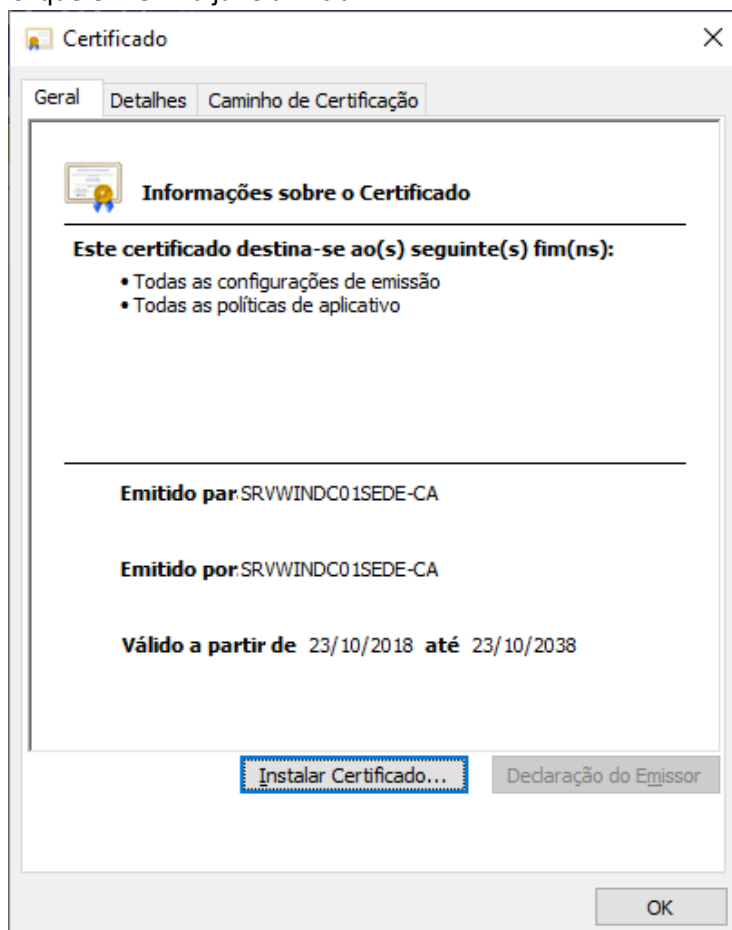 Certificado
Geral Detalhes Caminho de Certificação
Informações sobre o Certificado
Este certificado destina-se ao(s) seguinte(s) fim(ns):
• Todas as configurações de emissão
• Todas as políticas de aplicativo
Emitido par SRVWINDC01SEDE-CA
Emitido por: SRVWINDC01SEDE-CA
Válido a partir de 23/10/2018 até 23/10/2038
Instalar Certificado... Declaração do Emissor
OK